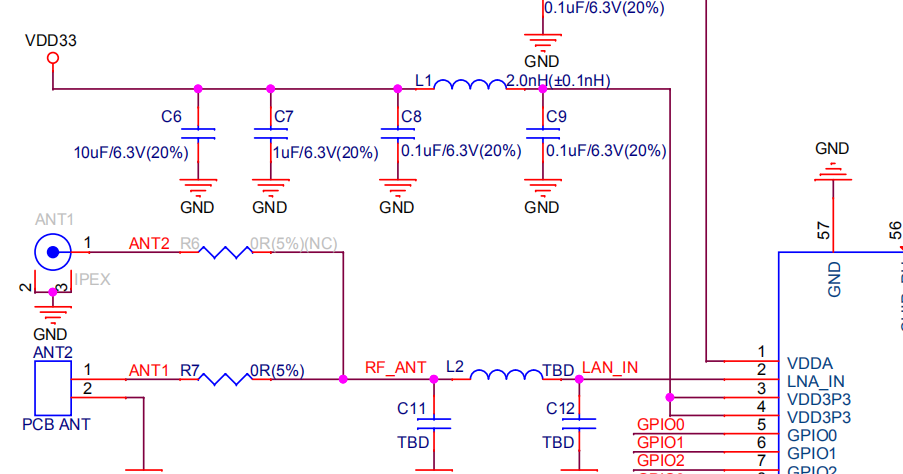 0.1uF/6.3V(20%)
GND
VDD33
L1
2.0nH(±0.1nH)
C6
C7
C8
C9
10uF/6.3V(20%)
1uF/6.3V(20%)
0.1uF/6.3V(20%)
0.1uF/6.3V(20%)
GND
GND
GND
GND
GND
57
56
GND
ANT1
1
ANT2
R6
0R(5%)(NC)
2
3
IPEX
GND
ANT2
1
ANT1
R7
0R(5%)
RF_ANT
L2
TBD
LAN_IN
2
PCB ANT
C11
TBD
C12
TBD
1
VDDA
2
LNA_IN
3
VDD3P3
4
VDD3P3
GPIO0
5
GPIO0
GPIO1
6
GPIO1
GPIO2
7
GPIO2